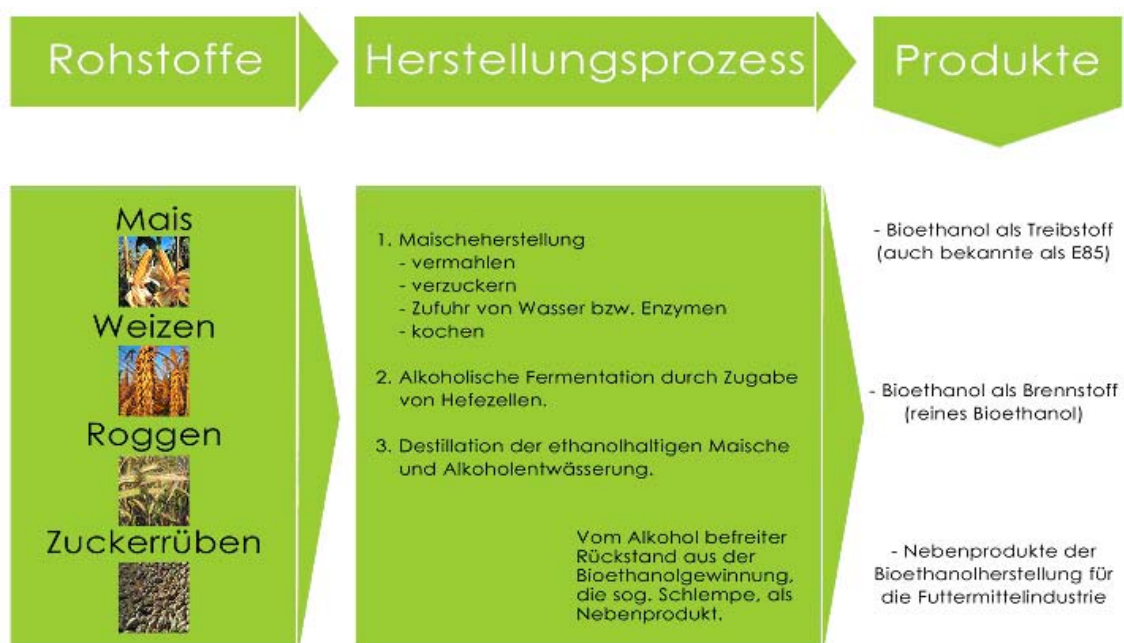 Rohstoffe
Herstellungsprozess
Produkte
Mais
Weizen
Roggen
Zuckerrüben
1. Maischeherstellung
- vermahlen
- verzuckern
- Zufuhr von Wasser bzw. Enzymen
- kochen
2. Alkoholische Fermentation durch Zugabe
von Hefezellen.
3. Destillation der ethanolhaltigen Maische
und Alkoholentwässerung.
Vom Alkohol befreiter
Rückstand aus der
Bioethanolgewinnung,
die sog. Schlempe, als
Nebenprodukt.
- Bioethanol als Treibstoff
(auch bekannte als E85)
- Bioethanol als Brennstoff
(reines Bioethanol)
- Nebenprodukte der
Bioethanolherstellung für
die Futtermittelindustrie